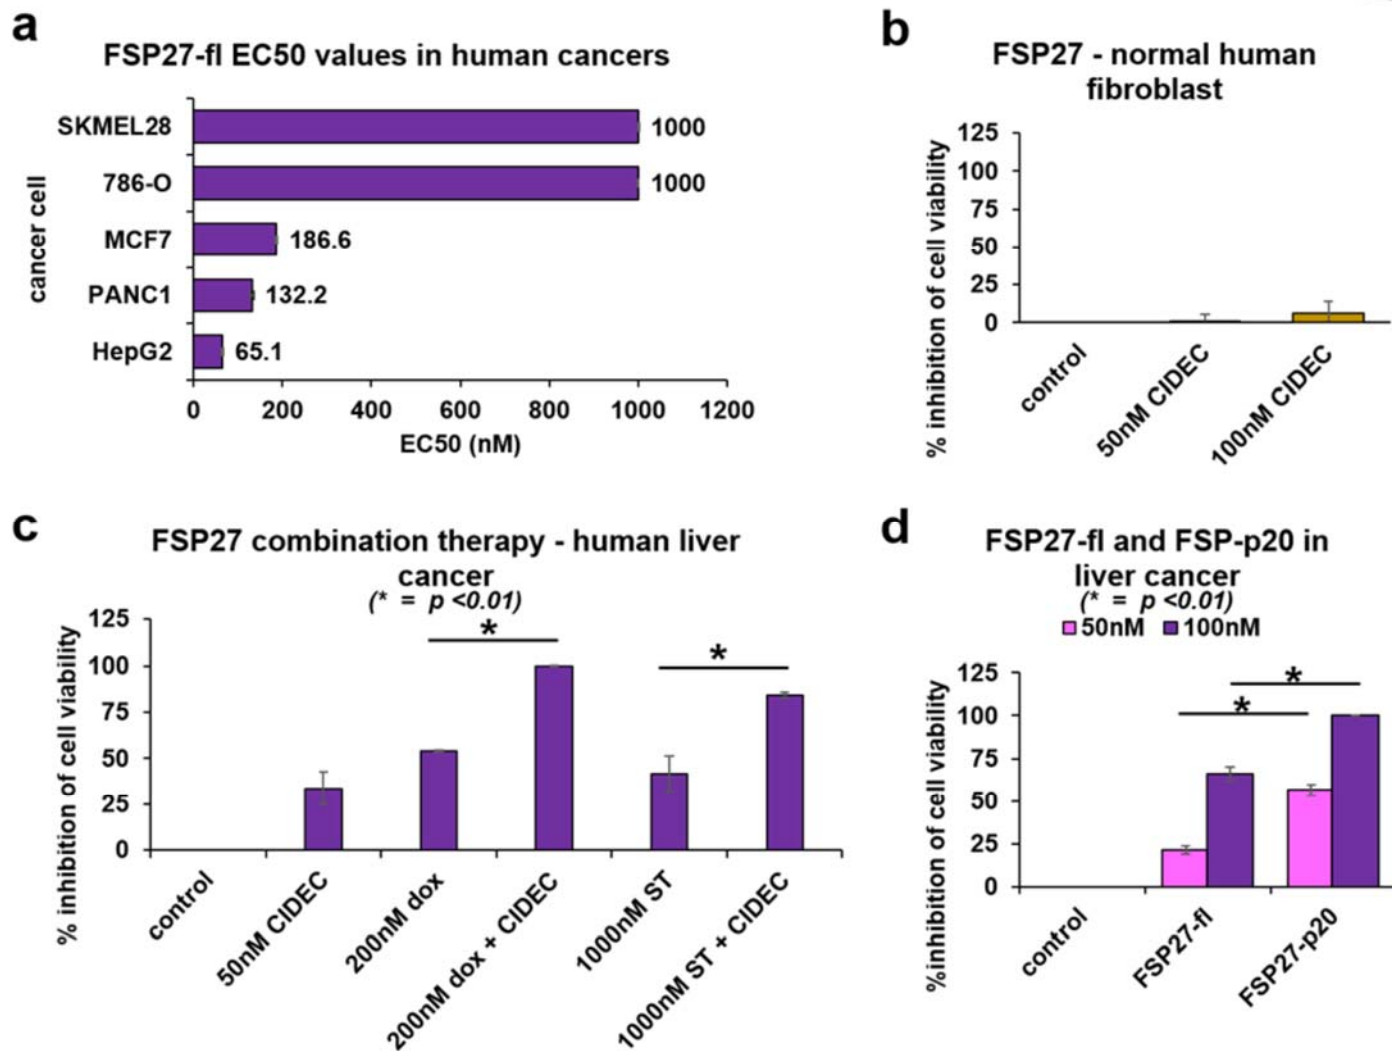 a
FSP27-fl EC50 values in human cancers
cancer cell
SKMEL28
1000
786-O
1000
MCF7
186.6
PANC1
132.2
HepG2
65.1
0 200 400 600 800 1000 1200
EC50 (nM)
b
FSP27 - normal human
fibroblast
% inhibition of cell viability
125
100
75
50
25
0
control
50nM CIDEC
100nM CIDEC
c
FSP27 combination therapy - human liver
cancer
(* = p <0.01)
% inhibition of cell viability
125
100
75
50
25
0
*
*
control
50nM CIDEC
200nM dox
200nM dox + CIDEC
1000nM ST
1000nM ST + CIDEC
d
FSP27-fl and FSP-p20 in
liver cancer
(* = p <0.01)
50nM 100nM
%inhibition of cell viability
125
100
75
50
25
0
*
*
control
FSP27-fl
FSP27-p20